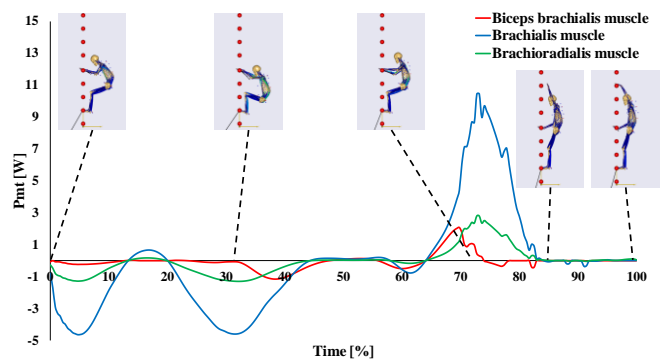 15
13
11
9
7
5
3
1
-1
-3
-5
Pmt [W]
Biceps brachialis muscle
Brachialis muscle
Brachioradialis muscle
0 10 20 30 40 50 60 70 80 90 100
Time [%]